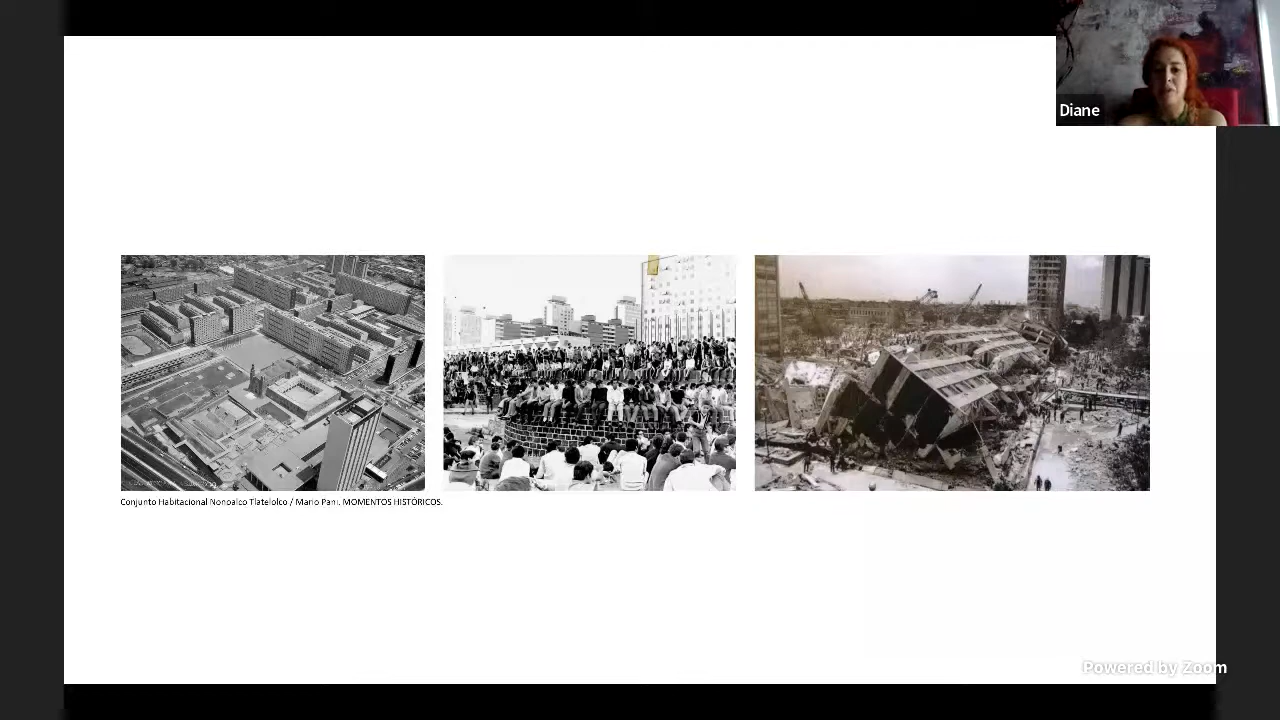 Diane
Conjunto Habitacional Nonoalco Tlatelolco / Mario Pani. MOMENTOS HISTÓRICOS.
Powered by Zoom